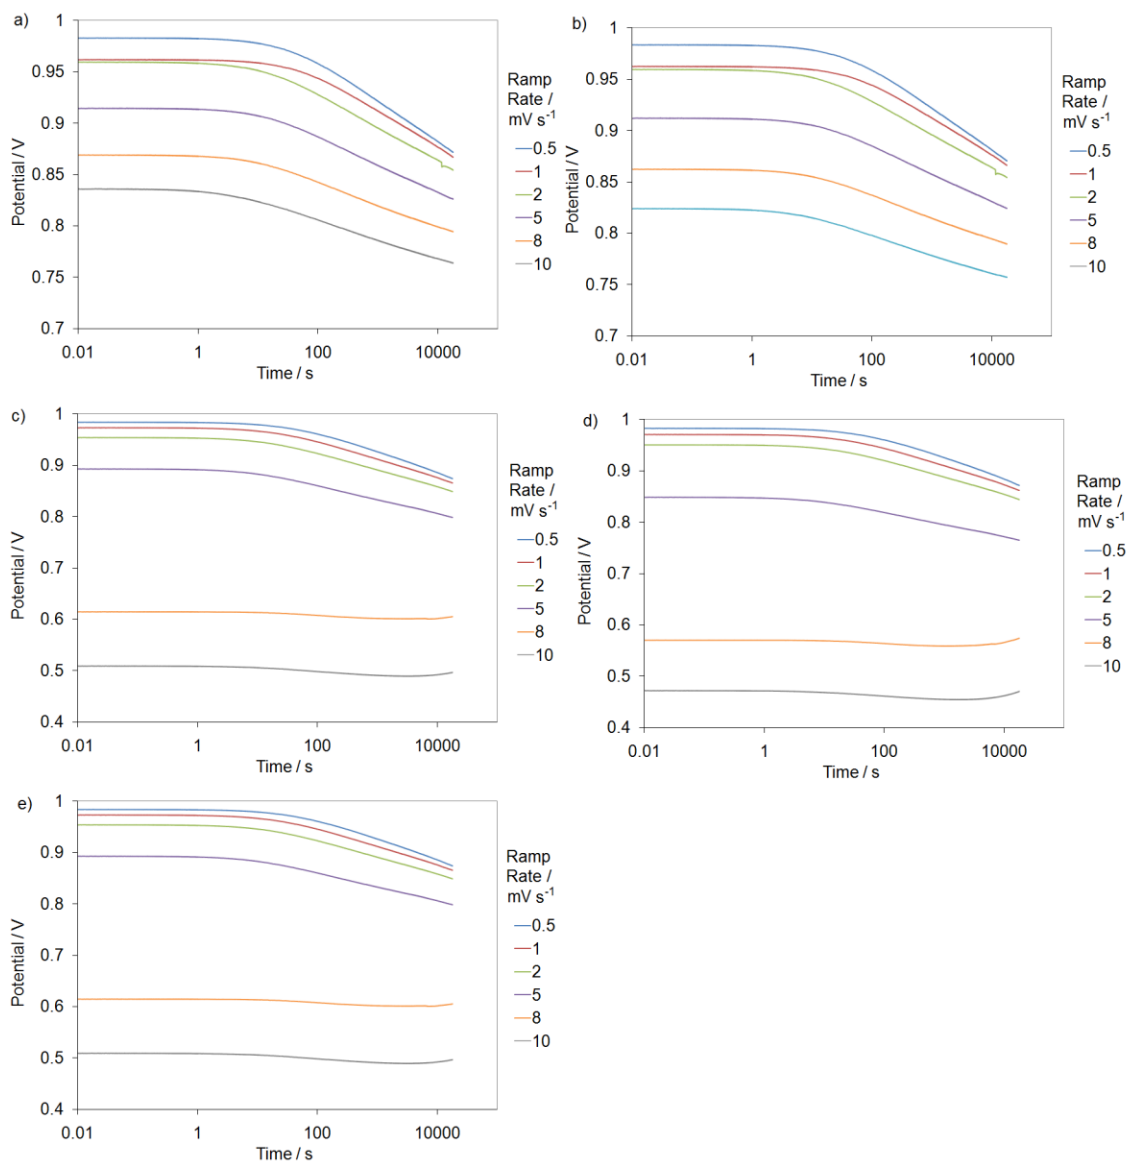 a)
1
0.95
0.9
0.85
0.8
0.75
0.7
Potential / V
0.01
1
100
10000
Time / s
Ramp
Rate /
mV s⁻¹
0.5
1
2
5
8
10
b)
1
0.95
0.9
0.85
0.8
0.75
0.7
Potential / V
0.01
1
100
10000
Time / s
Ramp
Rate /
mV s⁻¹
0.5
1
2
5
8
10
c)
1
0.9
0.8
0.7
0.6
0.5
0.4
Potential / V
0.01
1
100
10000
Time / s
Ramp
Rate /
mV s⁻¹
0.5
1
2
5
8
10
d)
1
0.9
0.8
0.7
0.6
0.5
0.4
Potential / V
0.01
1
100
10000
Time / s
Ramp
Rate /
mV s⁻¹
0.5
1
2
5
8
10
e)
1
0.9
0.8
0.7
0.6
0.5
0.4
Potential / V
0.01
1
100
10000
Time / s
Ramp
Rate /
mV s⁻¹
0.5
1
2
5
8
10